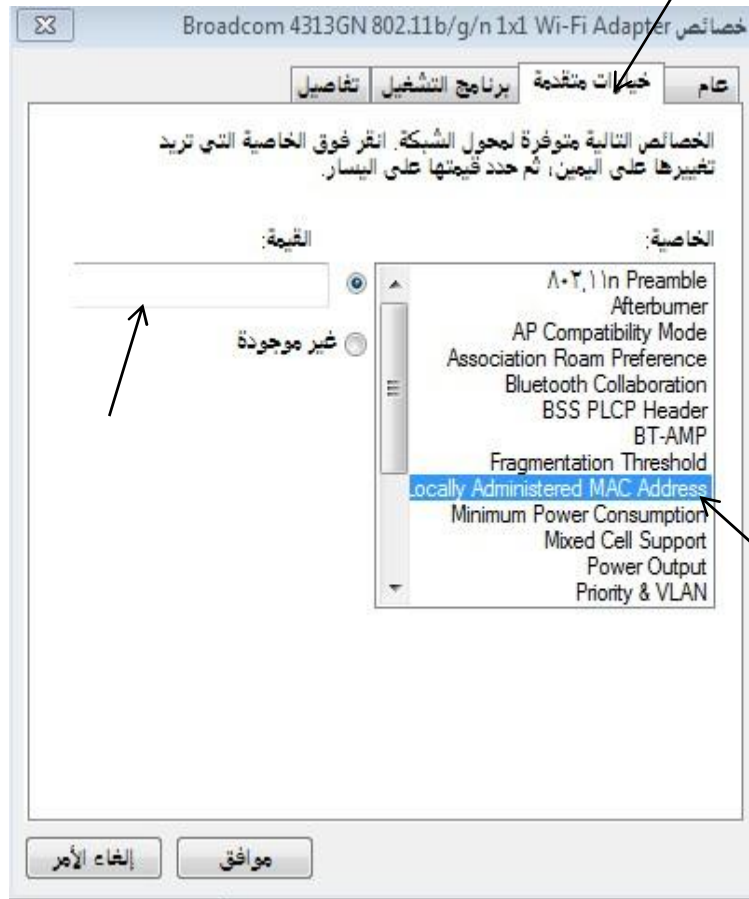 خصائص Broadcom 4313GN 802.11b/g/n 1x1 Wi-Fi Adapter
عام
خيارات متقدمة
برنامج التشغيل
تفاصيل
الخصائص التالية متوفرة لمحول الشبكة. انقر فوق الخاصية التي تريد
تغييرها على اليمين، ثم حدد قيمتها على اليسار.
الخاصية:
٨٠٢,١١n Preamble
Afterburner
AP Compatibility Mode
Association Roam Preference
Bluetooth Collaboration
BSS PLCP Header
BT-AMP
Fragmentation Threshold
Locally Administered MAC Address
Minimum Power Consumption
Mixed Cell Support
Power Output
Priority & VLAN
القيمة:
غير موجودة
موافق
إلغاء الأمر